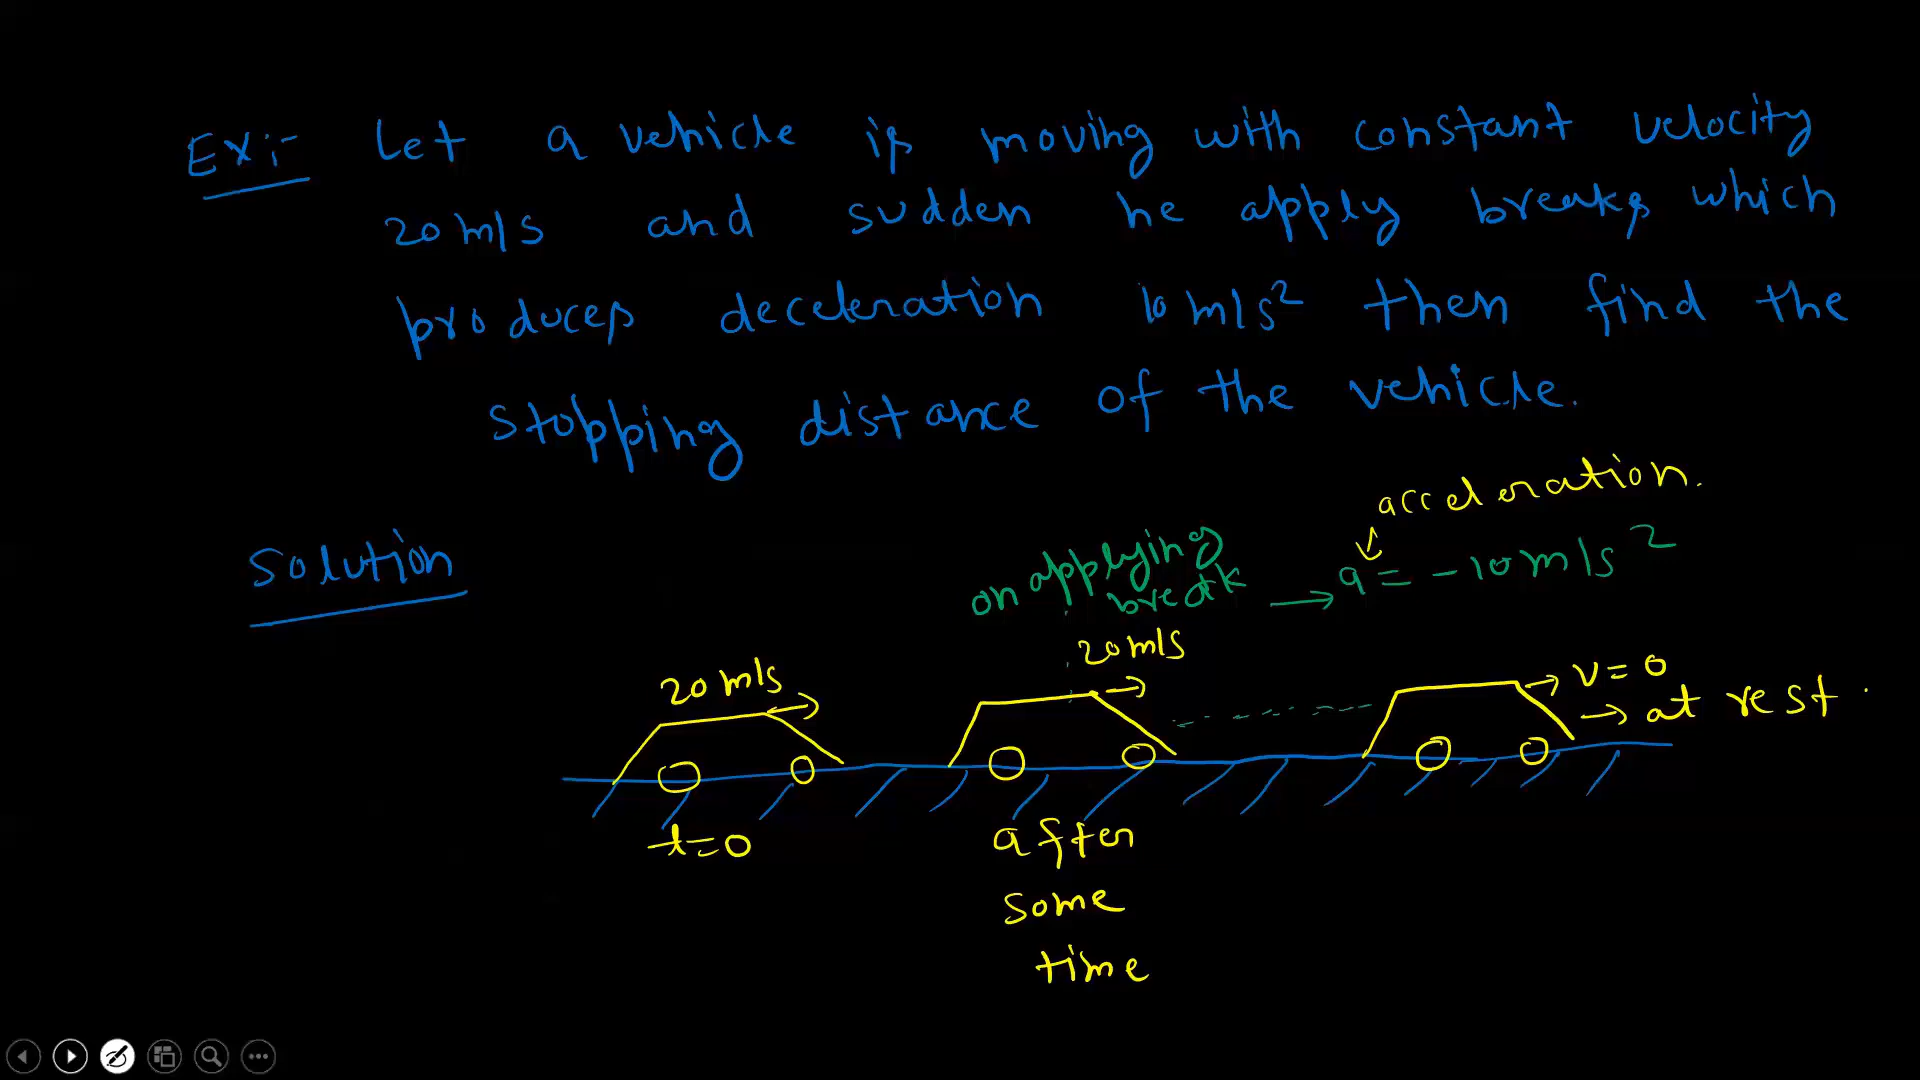 Ex:- Let a vehicle is moving with constant velocity
20 m/s and sudden he apply breaks which
produces deceleration 10 m/s² then find the
stopping distance of the vehicle.
acceleration.
Solution
on applying
break → a = -10 m/s²
20 m/s
20 m/s
→ v = 0
→ at rest.
t=0
after
some
time